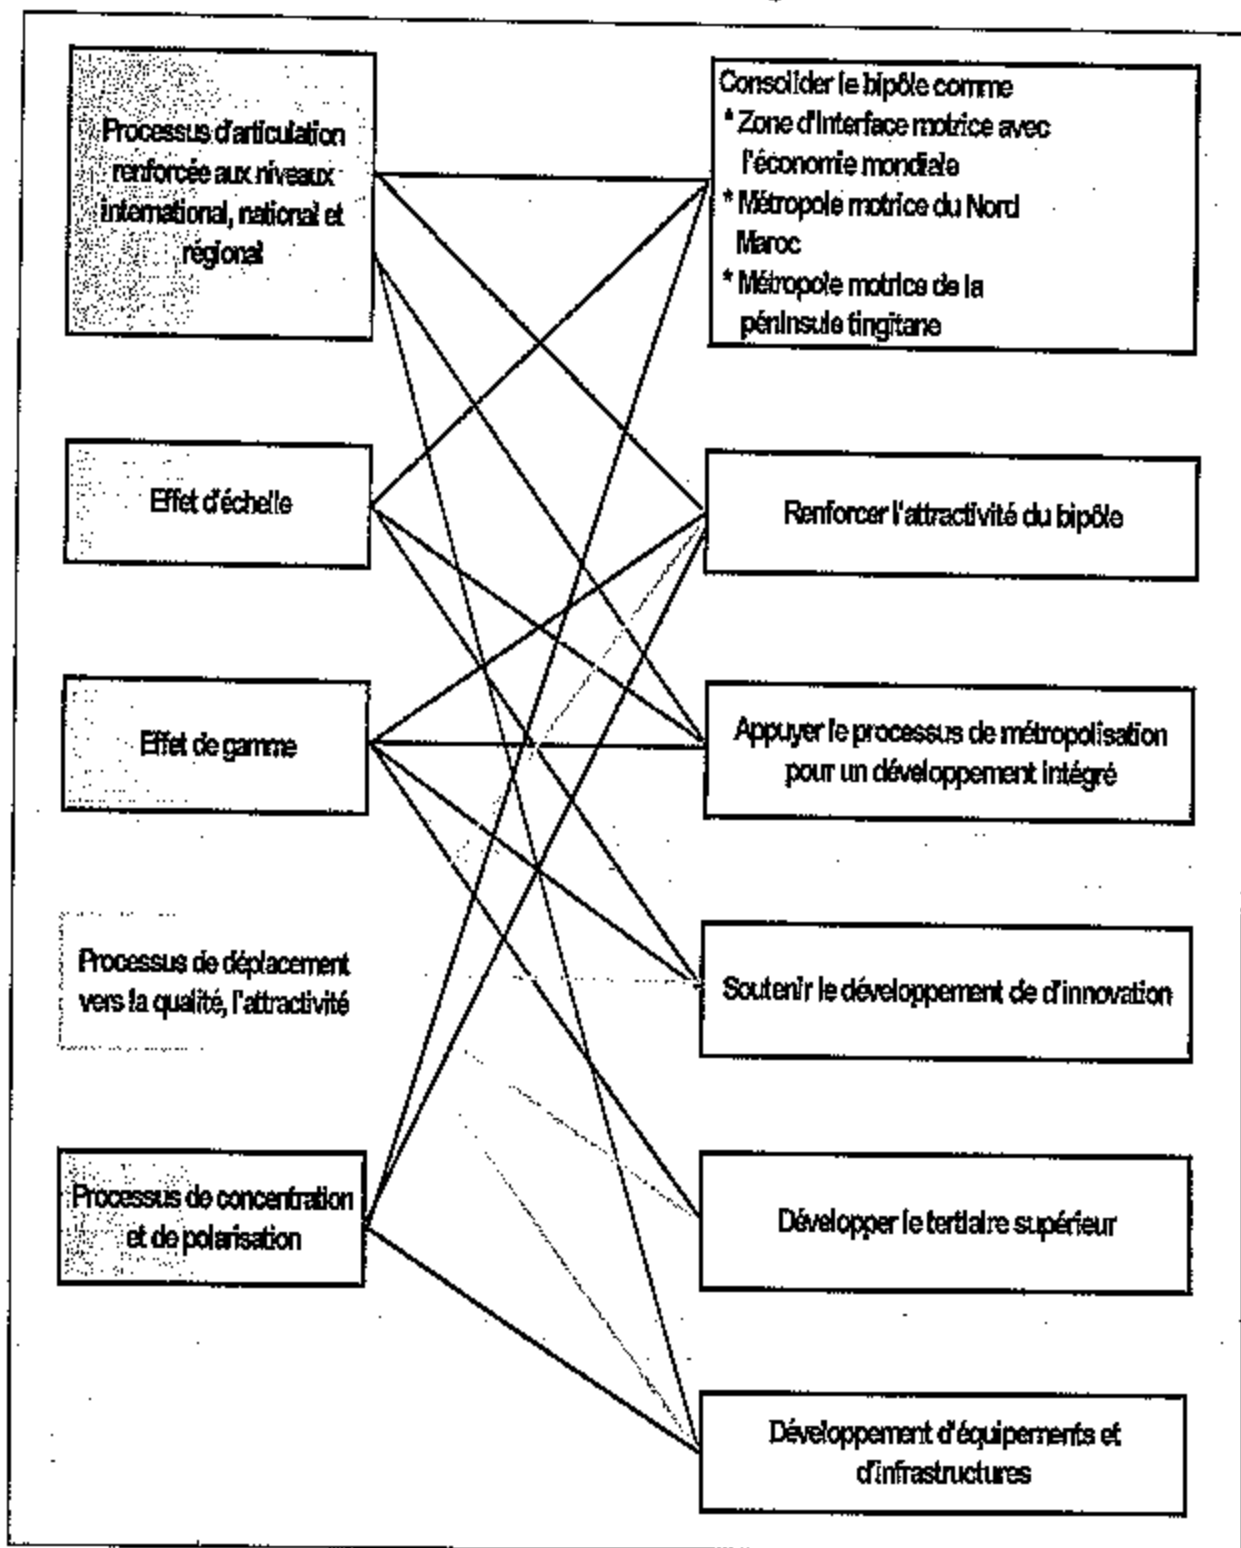 Processus d'articulation
renforcée aux niveaux
international, national et
régional
Effet d'échelle
Effet de gamme
Processus de déplacement
vers la qualité, l'attractivité
Processus de concentration
et de polarisation
Consolider le bipôle comme
* Zone d'interface motrice avec
l'économie mondiale
* Métropole motrice du Nord
Maroc
* Métropole motrice de la
péninsule tingitane
Renforcer l'attractivité du bipôle
Appuyer le processus de métropolisation
pour un développement intégré
Soutenir le développement de d'innovation
Développer le tertiaire supérieur
Développement d'équipements et
d'infrastructures